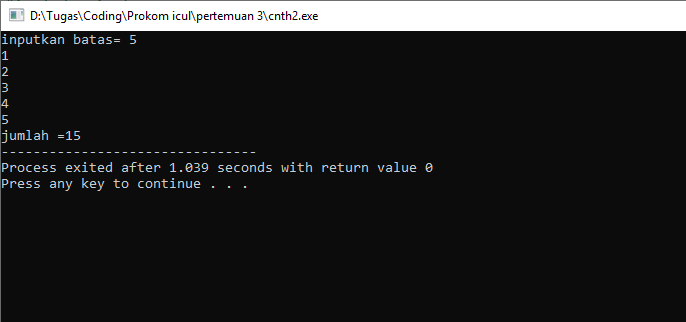 D:\Tugas\Coding\Prokom icul\pertemuan 3\cnth2.exe
inputkan batas= 5
1
2
3
4
5
jumlah =15
--------------------------------
Process exited after 1.039 seconds with return value 0
Press any key to continue . . .